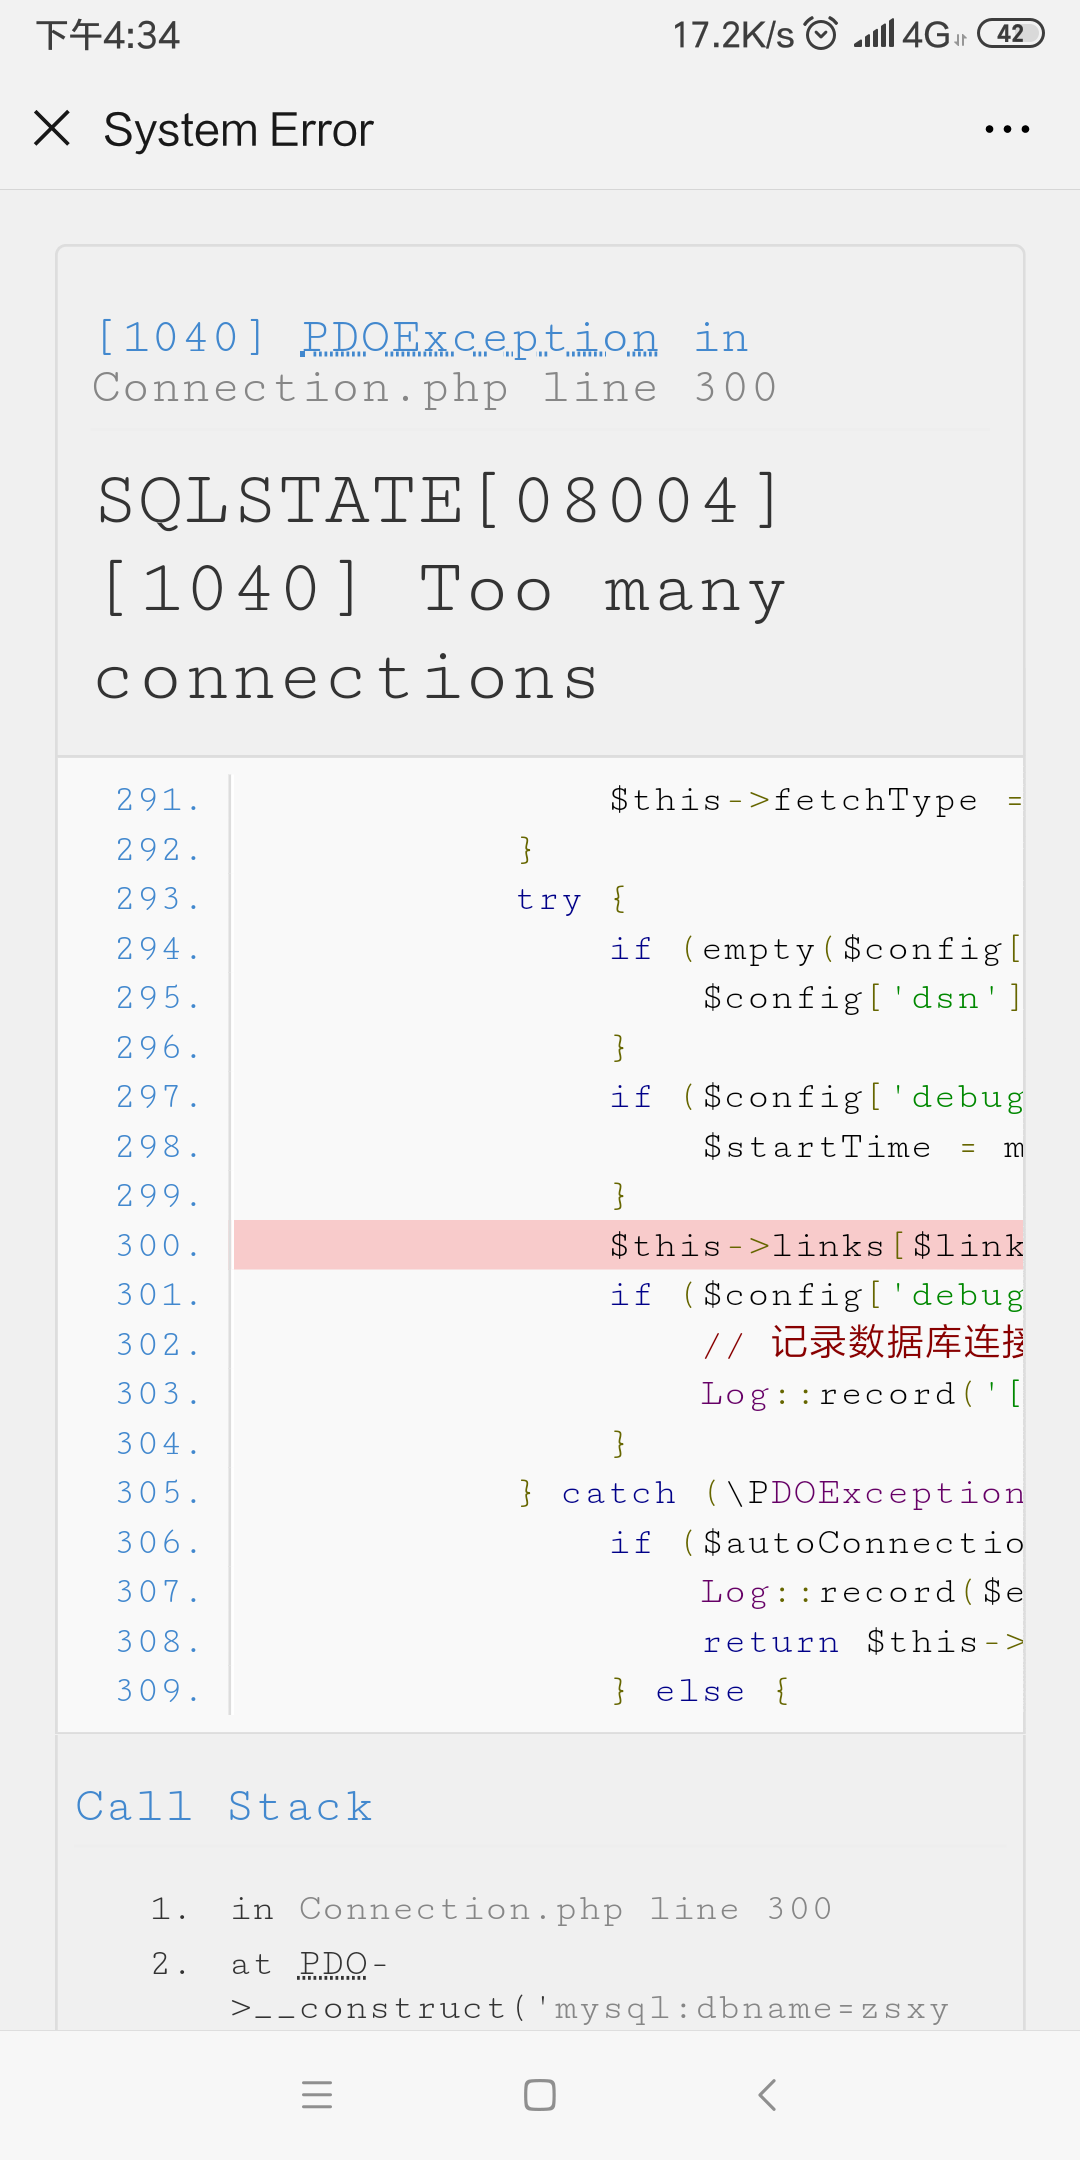 下午4:34 17.2K/s 4G 42
System Error
[1040] PDOException in
Connection.php line 300
SQLSTATE[08004]
[1040] Too many
connections
291. $this->fetchType =
292. }
293. try {
294. if (empty($config[
295. $config['dsn']
296. }
297. if ($config['debug
298. $startTime = m
299. }
300. $this->links[$link
301. if ($config['debug
302. // 记录数据库连接
303. Log::record('[
304. }
305. } catch (\PDOException
306. if ($autoConnectio
307. Log::record($e
308. return $this->
309. } else {
Call Stack
1. in Connection.php line 300
2. at PDO-
>__construct('mysql:dbname=zsxy